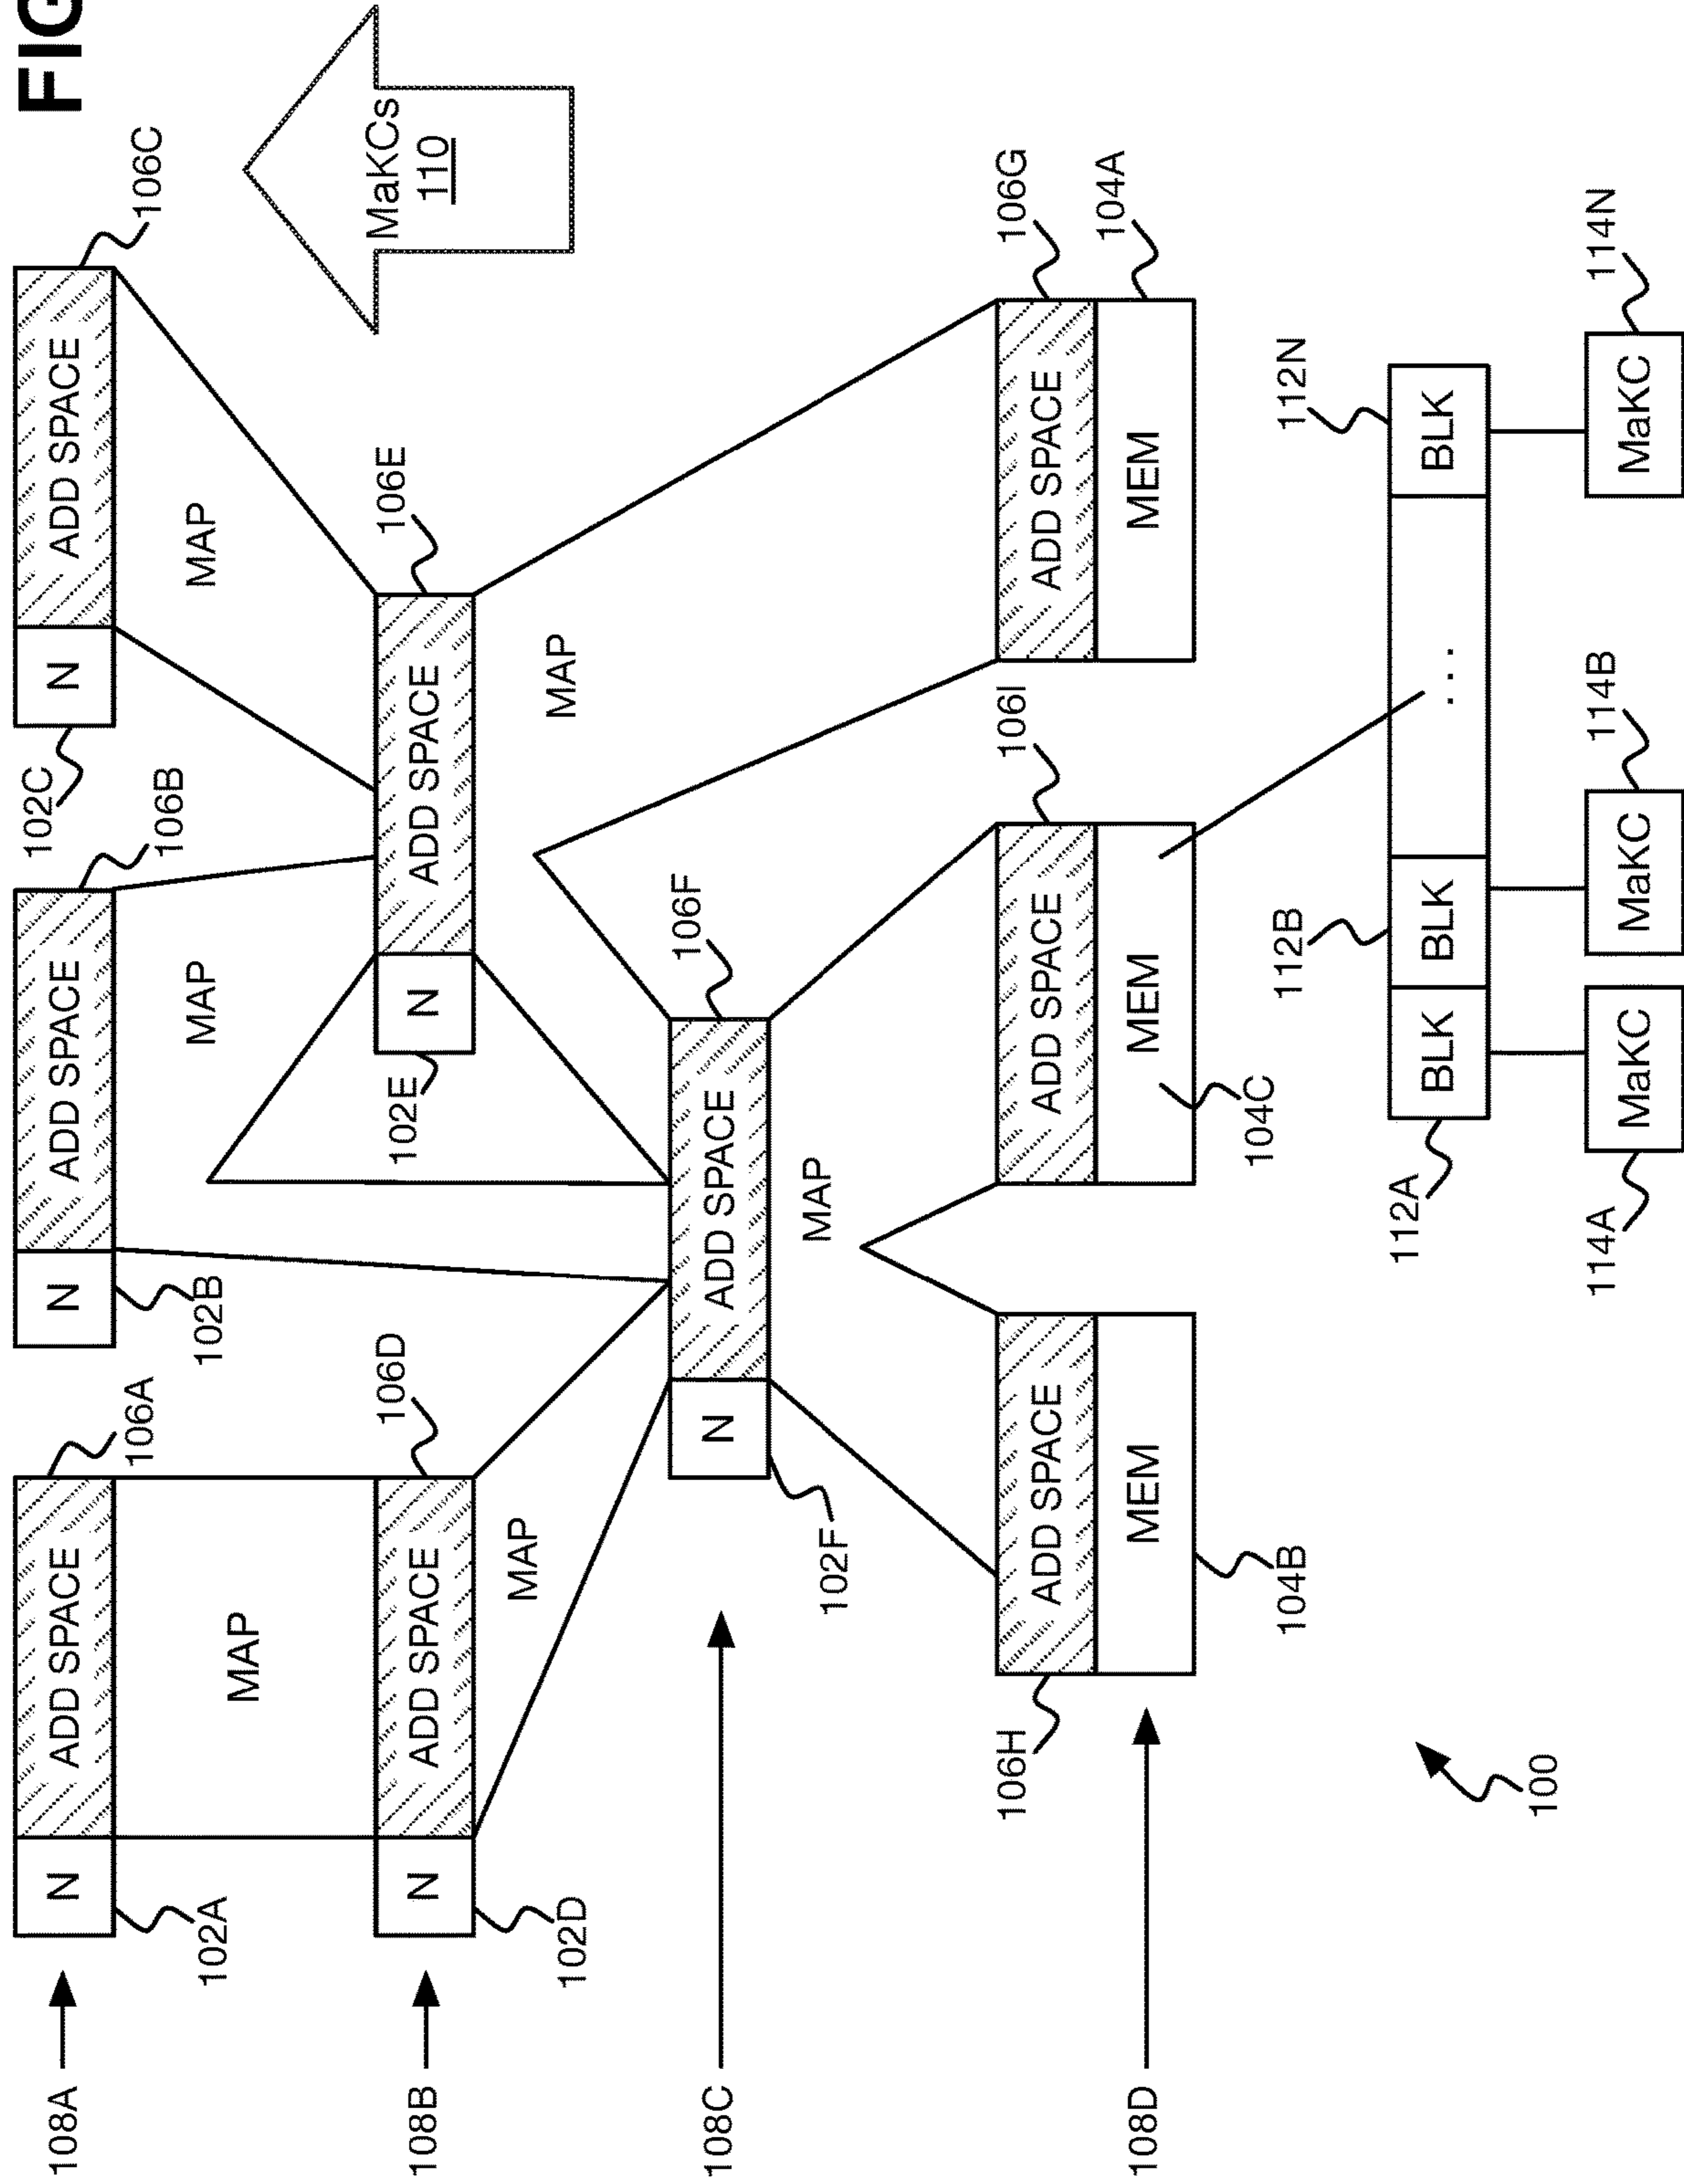 FIG
108A
N
ADD SPACE
106A
102A
MAP
N
ADD SPACE
106B
102B
MAP
102C
N
ADD SPACE
106C
MAP
MaKCs
110
108B
N
ADD SPACE
106D
102D
MAP
102E
N
ADD SPACE
106E
MAP
108C
N
ADD SPACE
106F
102F
MAP
108D
106H
ADD SPACE
MEM
104B
106I
ADD SPACE
MEM
104C
106G
ADD SPACE
104A
MEM
100
112A
BLK
112B
BLK
...
112N
BLK
114A
MaKC
114B
MaKC
114N
MaKC